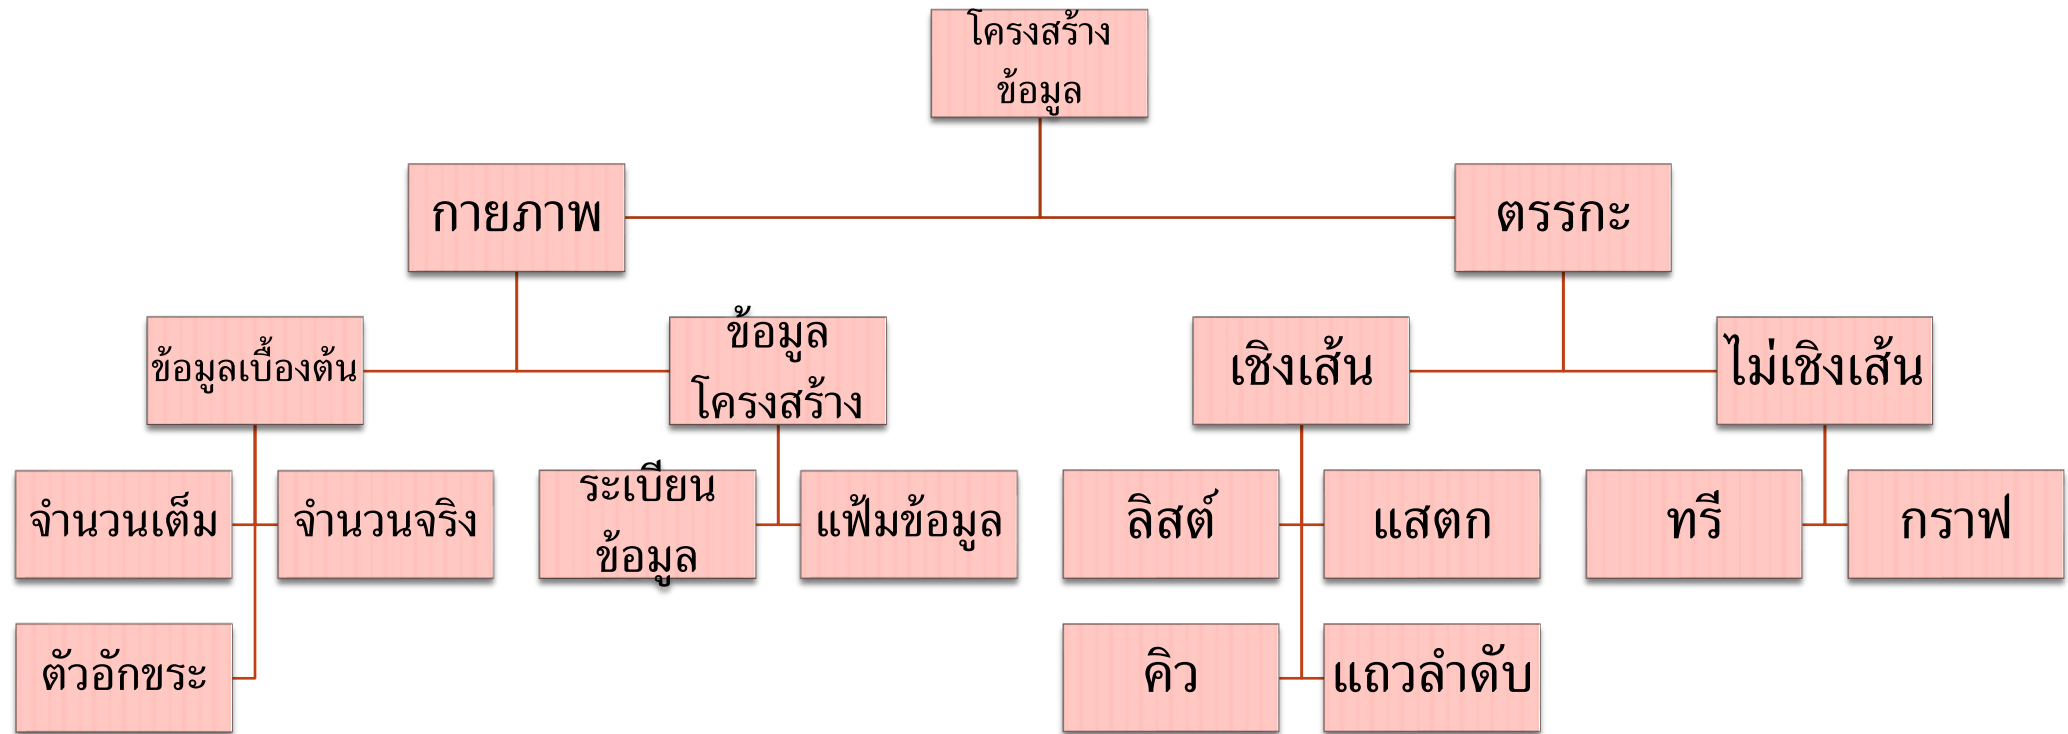 โครงสร้าง
ข้อมูล
กายภาพ
ตรรกะ
ข้อมูลเบื้องต้น
ข้อมูล
โครงสร้าง
เชิงเส้น
ไม่เชิงเส้น
จำนวนเต็ม
จำนวนจริง
ระเบียน
ข้อมูล
แฟ้มข้อมูล
ลิสต์
แสตก
ทรี
กราฟ
ตัวอักขระ
คิว
แถวลำดับ